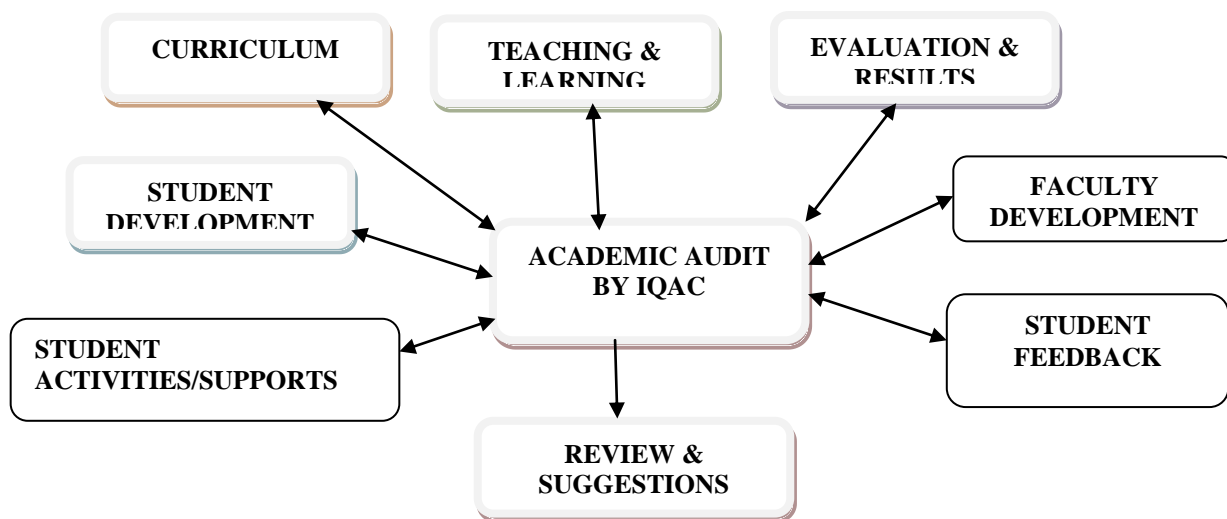 CURRICULUM
TEACHING &
LEARNING
EVALUATION &
RESULTS
STUDENT
DEVELOPMENT
FACULTY
DEVELOPMENT
ACADEMIC AUDIT
BY IQAC
STUDENT
ACTIVITIES/SUPPORTS
STUDENT
FEEDBACK
REVIEW &
SUGGESTIONS